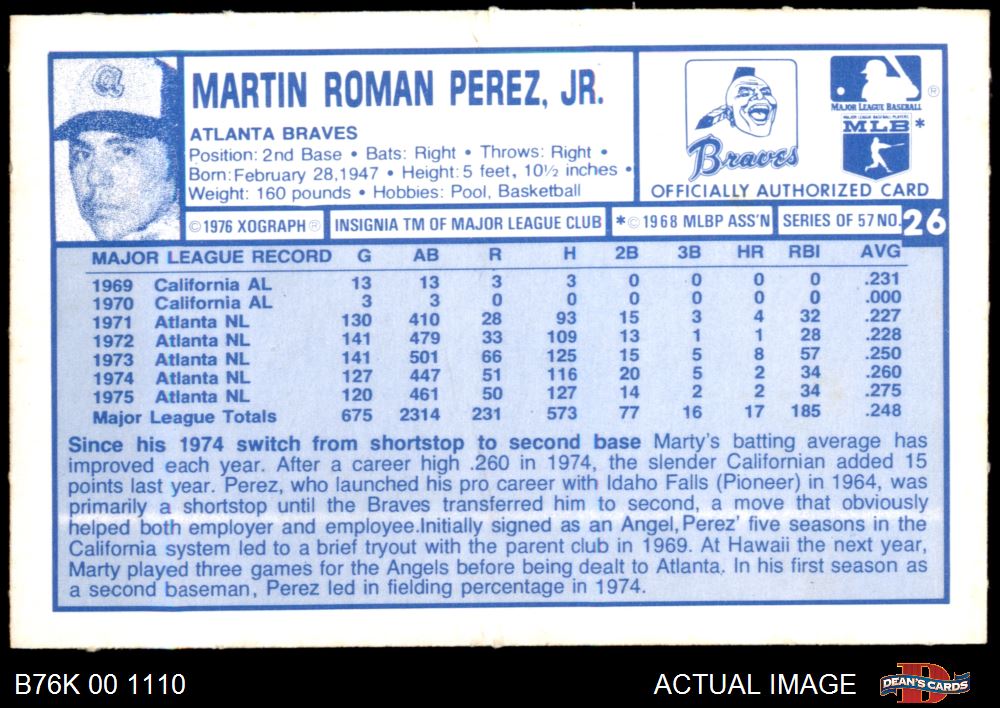 MARTIN ROMAN PEREZ, JR.
ATLANTA BRAVES
Position: 2nd Base • Bats: Right • Throws: Right •
Born: February 28, 1947 • Height: 5 feet, 10½ inches •
Weight: 160 pounds • Hobbies: Pool, Basketball
Braves
MAJOR LEAGUE BASEBALL ®
MAJOR LEAGUE BASEBALL PLAYERS
MLB *
OFFICIALLY AUTHORIZED CARD
© 1976 XOGRAPH ® INSIGNIA TM OF MAJOR LEAGUE CLUB *© 1968 MLBP ASS'N SERIES OF 57 NO. 26
MAJOR LEAGUE RECORD G AB R H 2B 3B HR RBI AVG
1969 California AL 13 13 3 3 0 0 0 0 .231
1970 California AL 3 3 0 0 0 0 0 0 .000
1971 Atlanta NL 130 410 28 93 15 3 4 32 .227
1972 Atlanta NL 141 479 33 109 13 1 1 28 .228
1973 Atlanta NL 141 501 66 125 15 5 8 57 .250
1974 Atlanta NL 127 447 51 116 20 5 2 34 .260
1975 Atlanta NL 120 461 50 127 14 2 2 34 .275
Major League Totals 675 2314 231 573 77 16 17 185 .248
Since his 1974 switch from shortstop to second base Marty's batting average has
improved each year. After a career high .260 in 1974, the slender Californian added 15
points last year. Perez, who launched his pro career with Idaho Falls (Pioneer) in 1964, was
primarily a shortstop until the Braves transferred him to second, a move that obviously
helped both employer and employee.Initially signed as an Angel, Perez' five seasons in the
California system led to a brief tryout with the parent club in 1969. At Hawaii the next year,
Marty played three games for the Angels before being dealt to Atlanta. In his first season as
a second baseman, Perez led in fielding percentage in 1974.
B76K 00 1110
ACTUAL IMAGE
DEAN'S CARDS